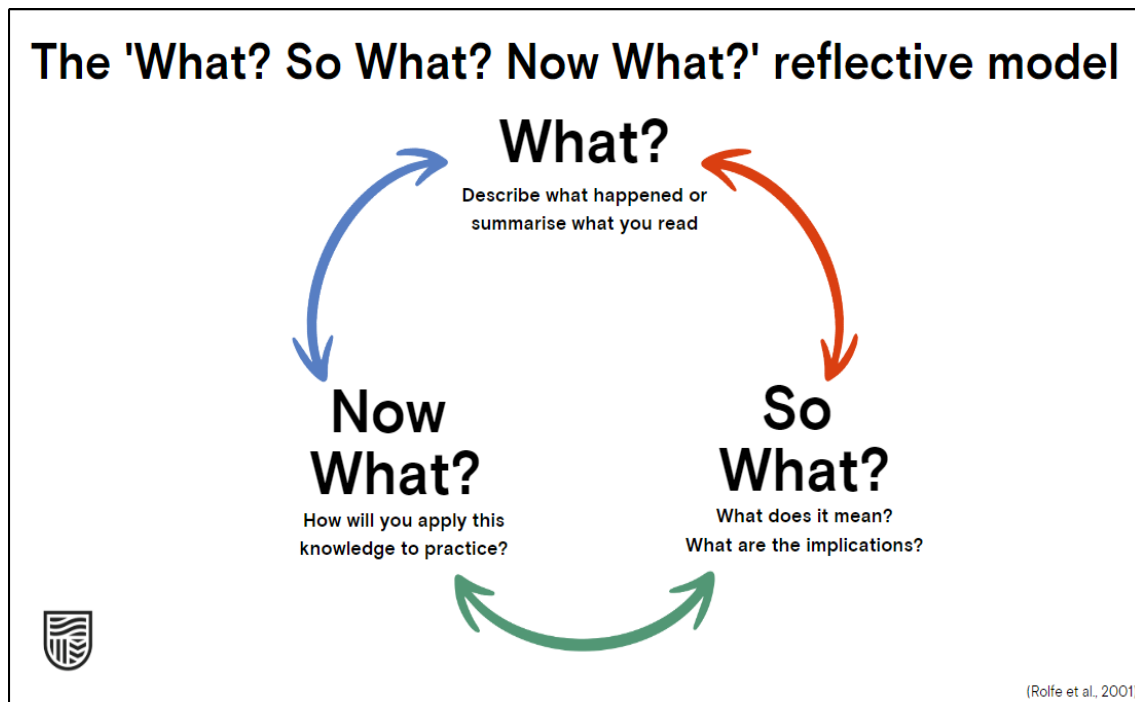 The 'What? So What? Now What?' reflective model
What?
Describe what happened or
summarise what you read
So
What?
What does it mean?
What are the implications?
Now
What?
How will you apply this
knowledge to practice?
(Rolfe et al., 2001)